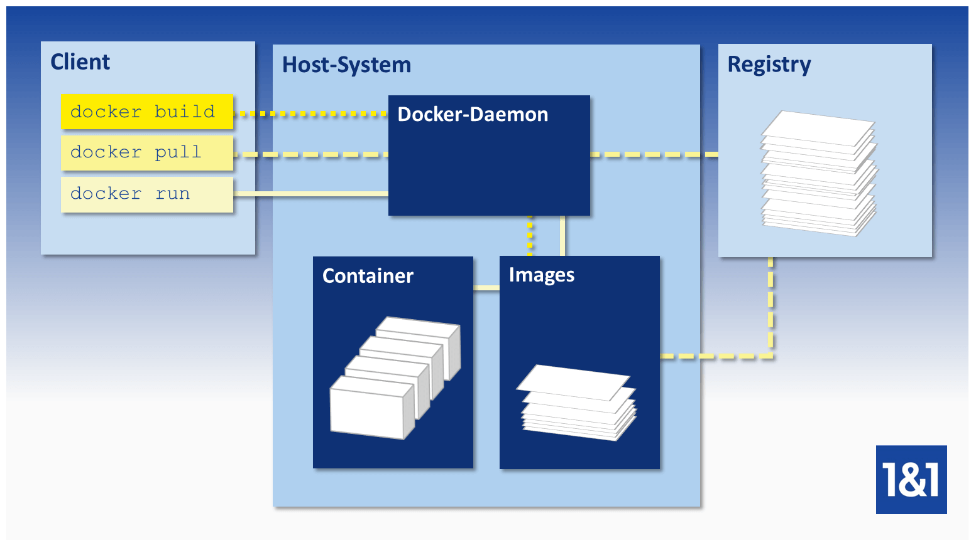 Client
docker build
docker pull
docker run
Host-System
Docker-Daemon
Container
Images
Registry
1&1